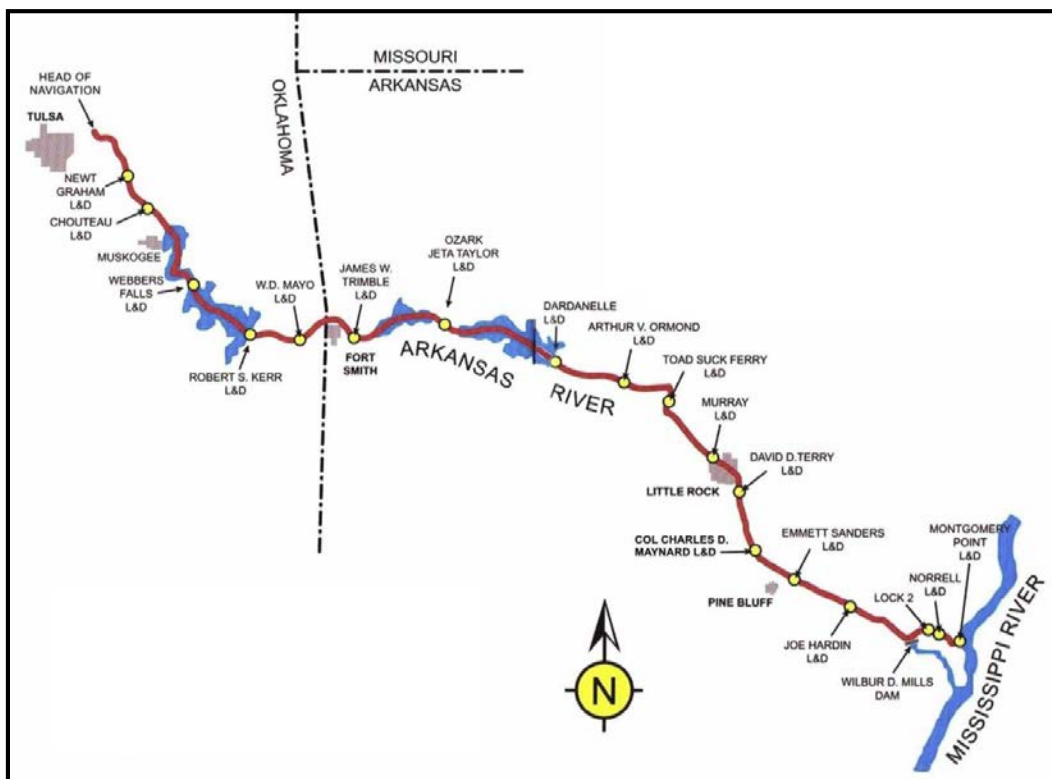 MISSOURI
ARKANSAS
OKLAHOMA
HEAD OF
NAVIGATION
TULSA
NEWT
GRAHAM
L&D
CHOUTEAU
L&D
MUSKOGEE
WEBBERS
FALLS
L&D
ROBERT S. KERR
L&D
W.D. MAYO
L&D
JAMES W.
TRIMBLE
L&D
FORT
SMITH
OZARK
JETA TAYLOR
L&D
DARDANELLE
L&D
ARKANSAS
RIVER
ARTHUR V. ORMOND
L&D
TOAD SUCK FERRY
L&D
MURRAY
L&D
LITTLE ROCK
DAVID D.TERRY
L&D
COL CHARLES D.
MAYNARD L&D
PINE BLUFF
EMMETT SANDERS
L&D
JOE HARDIN
L&D
LOCK 2
NORRELL
L&D
MONTGOMERY
POINT
L&D
WILBUR D. MILLS
DAM
MISSISSIPPI RIVER
N